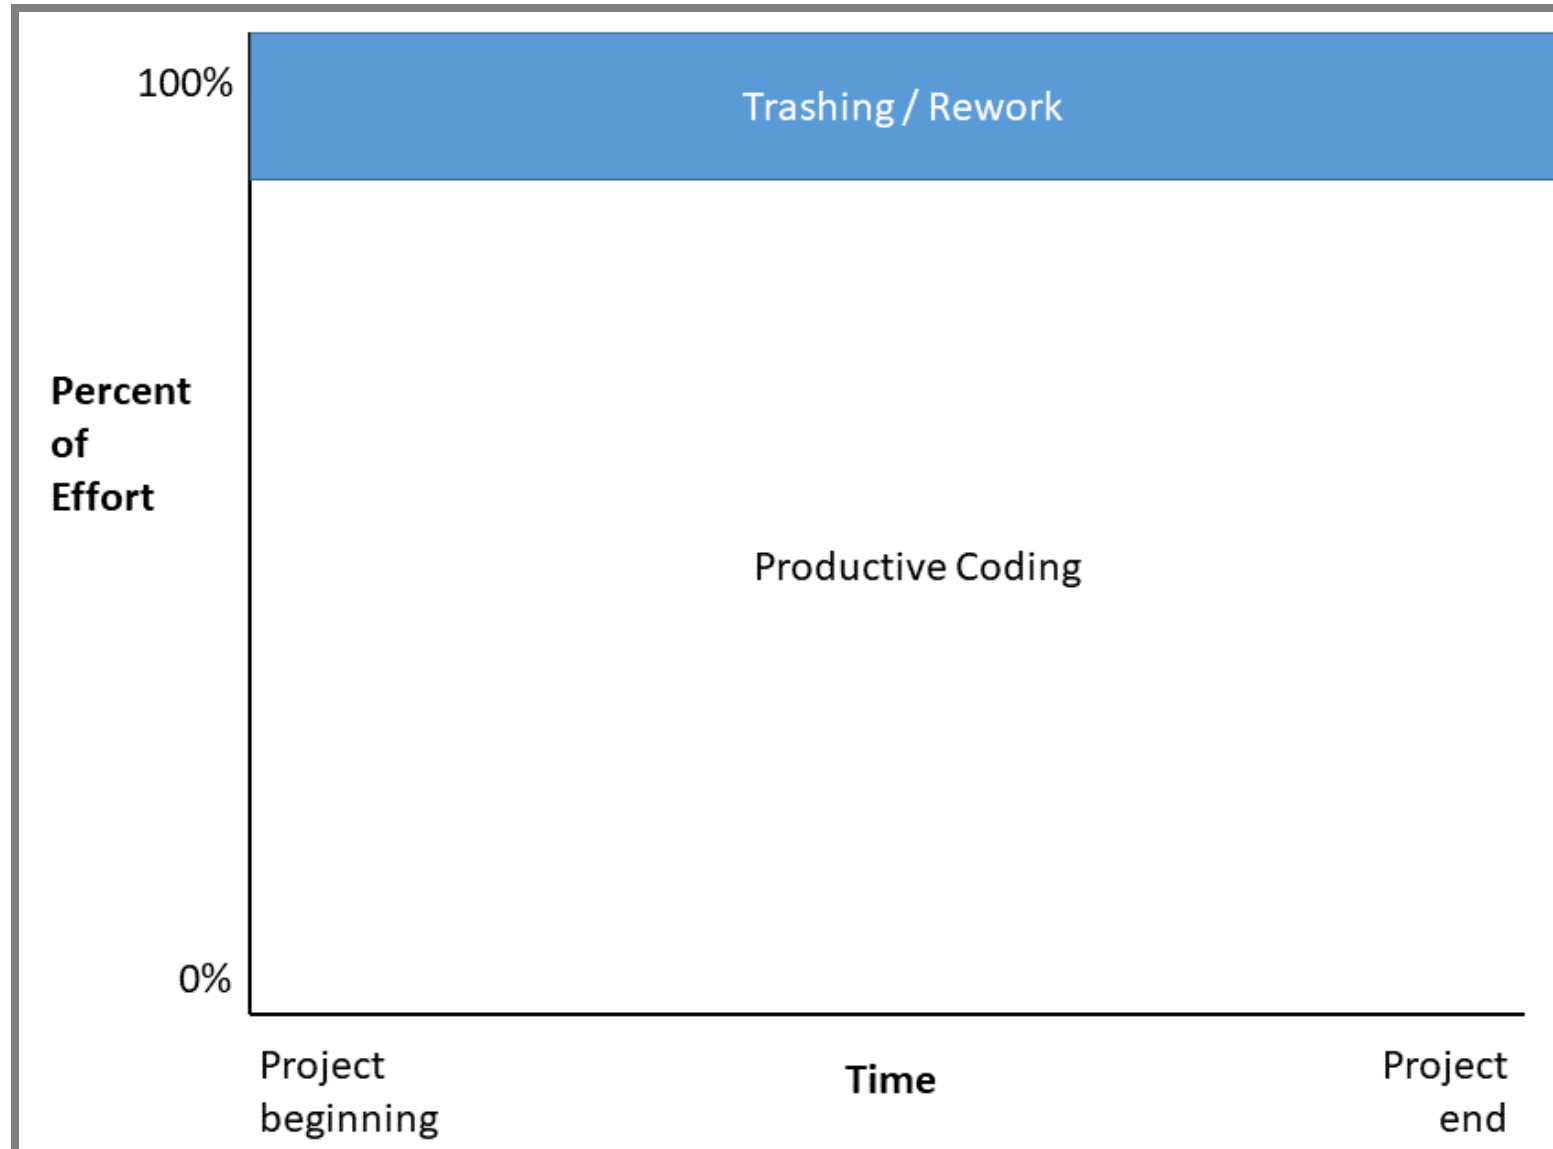 100%
Trashing / Rework
Percent
of
Effort
Productive Coding
0%
Project
beginning
Time
Project
end